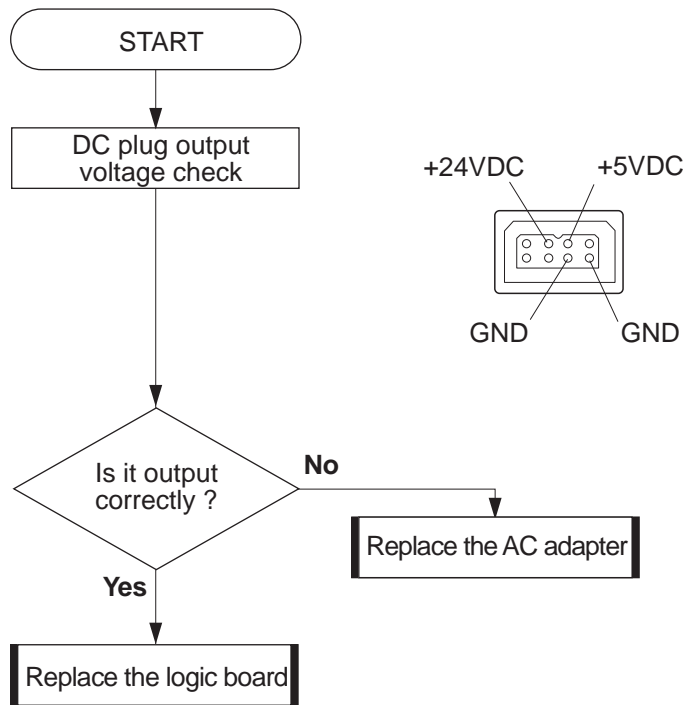 START
DC plug output
voltage check
+24VDC
+5VDC
GND
GND
Is it output
correctly ?
No
Replace the AC adapter
Yes
Replace the logic board